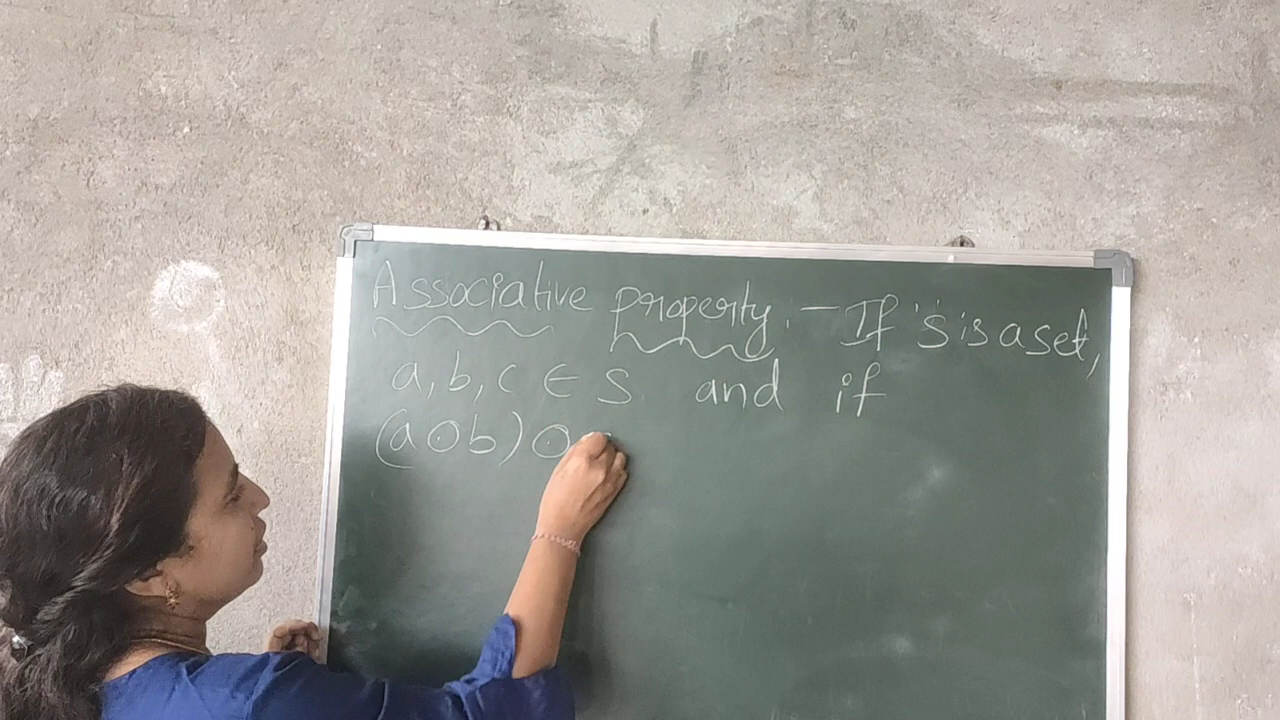 Associative property :- If 'S' is a set,
a, b, c ∈ S. and if
(a ⊙ b) ⊙